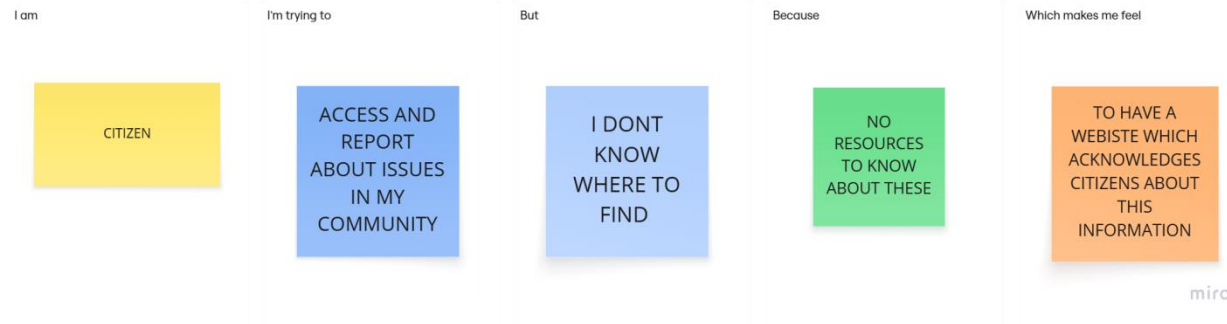 I am
I'm trying to
But
Because
Which makes me feel
CITIZEN
ACCESS AND
REPORT
ABOUT ISSUES
IN MY
COMMUNITY
I DONT
KNOW
WHERE TO
FIND
NO
RESOURCES
TO KNOW
ABOUT THESE
TO HAVE A
WEBISTE WHICH
ACKNOWLEDGES
CITIZENS ABOUT
THIS
INFORMATION
miro